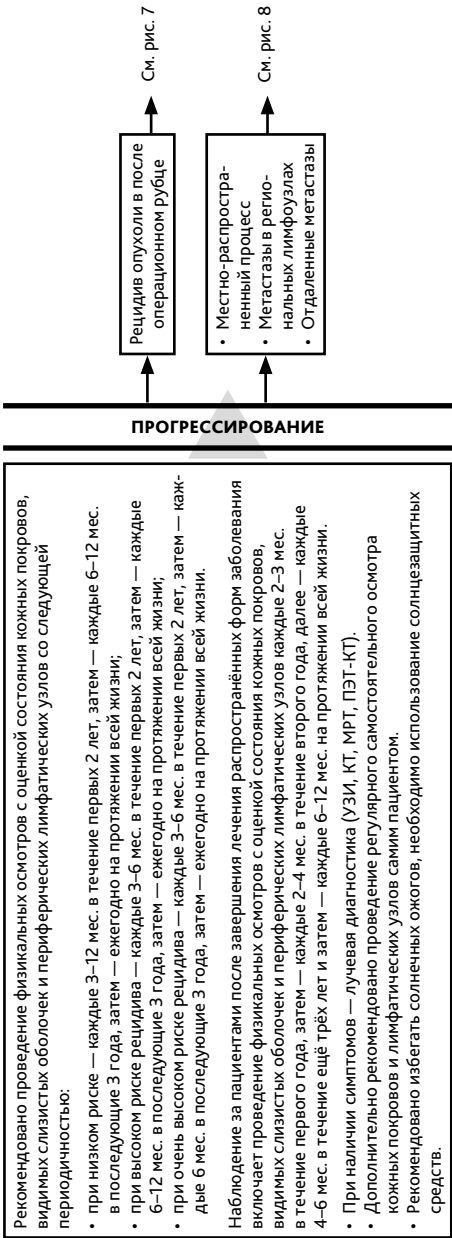 Рекомендовано проведение физикальных осмотров с оценкой состояния кожных покровов,
видимых слизистых оболочек и периферических лимфатических узлов со следующей
периодичностью:
• при низком риске — каждые 3–12 мес. в течение первых 2 лет, затем — каждые 6–12 мес.
в последующие 3 года, затем — ежегодно на протяжении всей жизни;
• при высоком риске рецидива — каждые 3–6 мес. в течение первых 2 лет, затем — каждые
6–12 мес. в последующие 3 года, затем — ежегодно на протяжении всей жизни;
• при очень высоком риске рецидива — каждые 3–6 мес. в течение первых 2 лет, затем — каж-
дые 6 мес. в последующие 3 года, затем — ежегодно на протяжении всей жизни.
Наблюдение за пациентами после завершения лечения распространённых форм заболевания
включает проведение физикальных осмотров с оценкой состояния кожных покровов,
видимых слизистых оболочек и периферических лимфатических узлов каждые 2–3 мес.
в течение первого года, затем — каждые 2–4 мес. в течение второго года, далее — каждые
4–6 мес. в течение ещё трёх лет и затем — каждые 6–12 мес. на протяжении всей жизни.
• При наличии симптомов — лучевая диагностика (УЗИ, КТ, МРТ, ПЭТ-КТ).
• Дополнительно рекомендовано проведение регулярного самостоятельного осмотра
кожных покровов и лимфатических узлов самим пациентом.
• Рекомендовано избегать солнечных ожогов, необходимо использование солнцезащитных
средств.
ПРОГРЕССИРОВАНИЕ
Рецидив опухоли в после
операционном рубце
См. рис. 7
• Местно-распростра-
ненный процесс
• Метастазы в регио-
нальных лимфоузлах
• Отдаленные метастазы
См. рис. 8